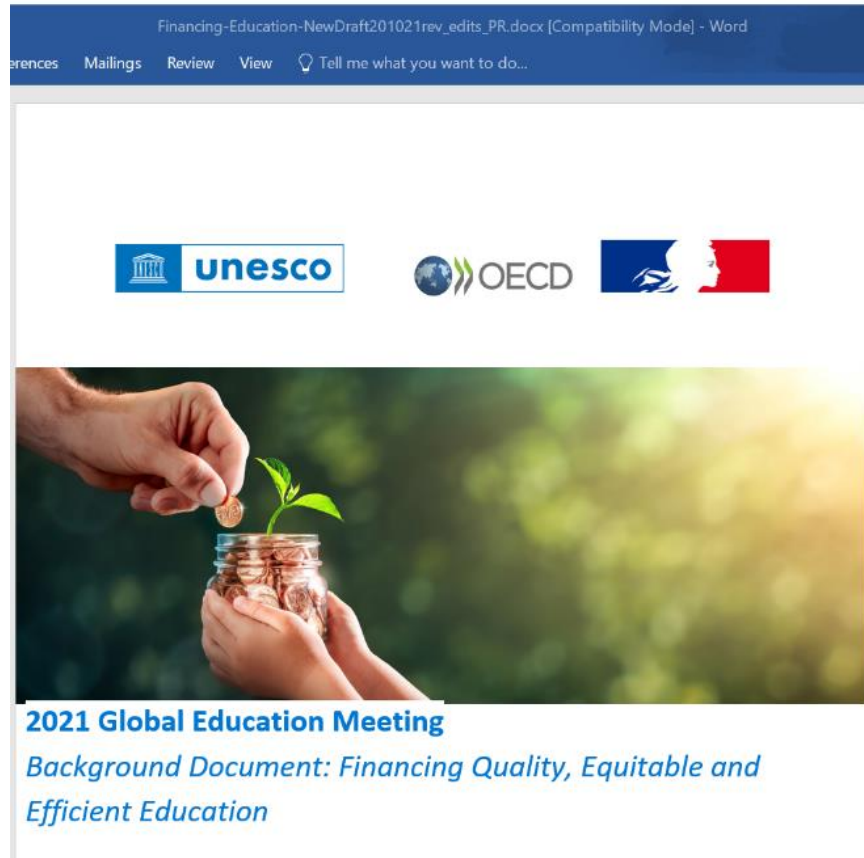 Financing-Education-NewDraft201021rev_edits_PR.docx [Compatibility Mode] - Word
erences Mailings Review View Tell me what you want to do...
unesco OECD
2021 Global Education Meeting
Background Document: Financing Quality, Equitable and
Efficient Education